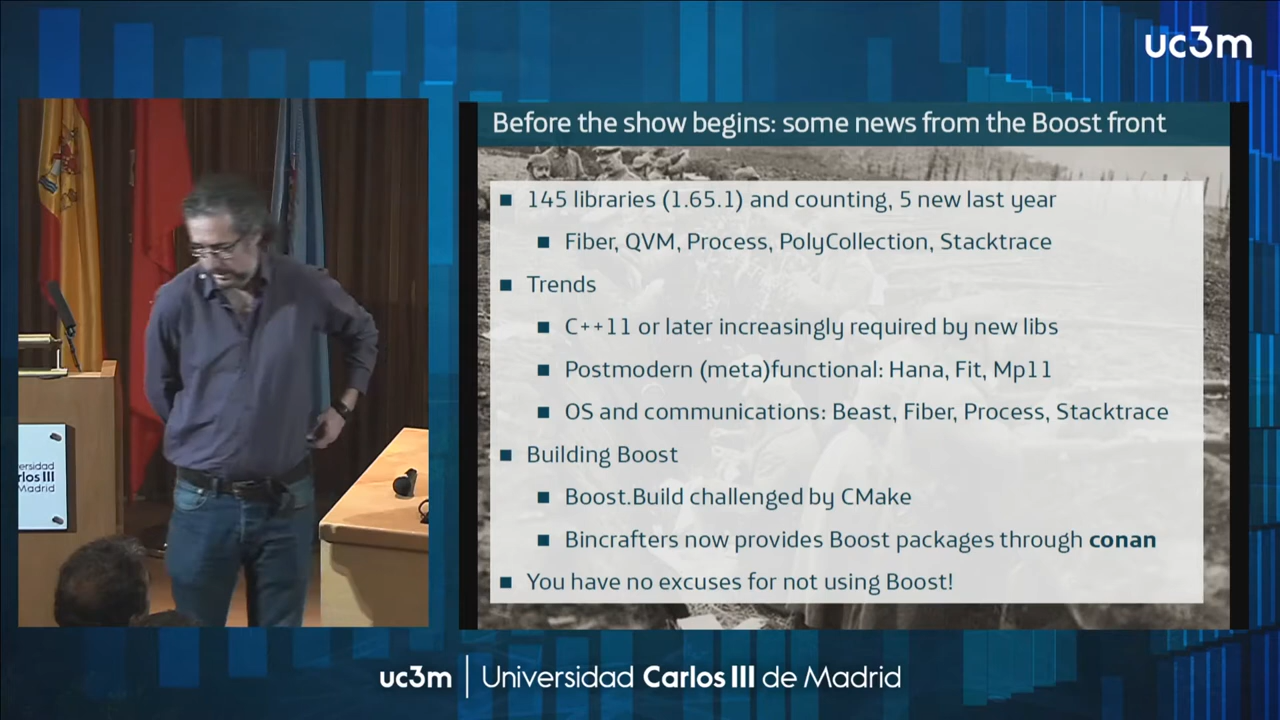 uc3m
Before the show begins: some news from the Boost front
145 libraries (1.65.1) and counting, 5 new last year
Fiber, QVM, Process, PolyCollection, Stacktrace
Trends
C++11 or later increasingly required by new libs
Postmodern (meta)functional: Hana, Fit, Mp11
OS and communications: Beast, Fiber, Process, Stacktrace
Building Boost
Boost.Build challenged by CMake
Bincrafters now provides Boost packages through conan
You have no excuses for not using Boost!
ersidad
rlos III
Madrid
uc3m | Universidad Carlos III de Madrid